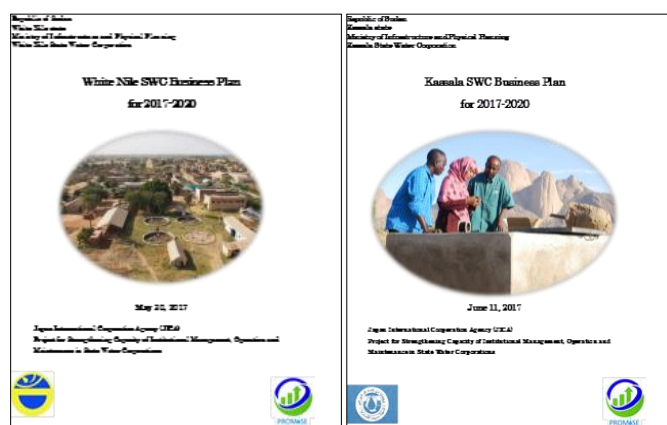 Republic of Sudan
White Nile state
Ministry of Infrastructure and Physical Planning
White Nile State Water Corporation
White Nile SWC Business Plan
for 2017-2020
May 30, 2017
Japan International Cooperation Agency (JICA)
Project for Strengthening Capacity of Institutional Management, Operation and
Maintenance in State Water Corporations
PROMISE
Republic of Sudan
Kassala state
Ministry of Infrastructure and Physical Planning
Kassala State Water Corporation
Kassala SWC Business Plan
for 2017-2020
June 11, 2017
Japan International Cooperation Agency (JICA)
Project for Strengthening Capacity of Institutional Management, Operation and
Maintenance in State Water Corporations
PROMISE